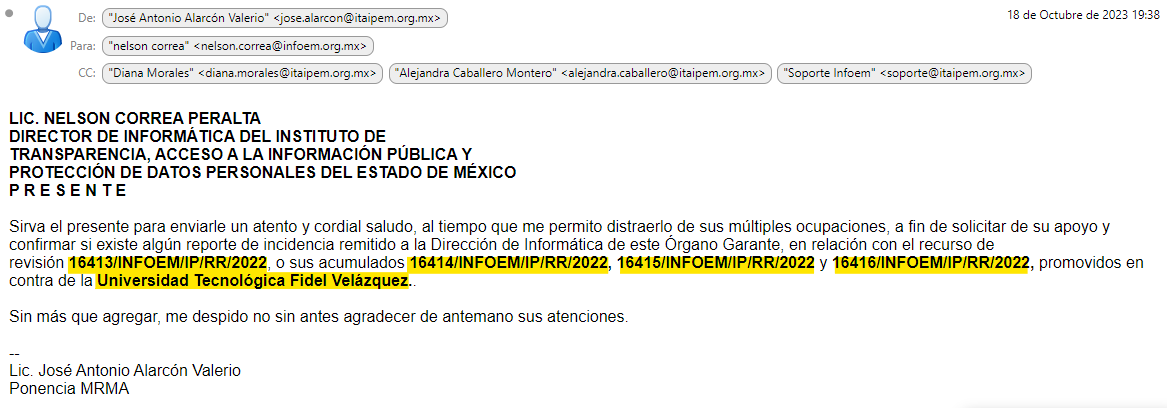 De: "José Antonio Alarcón Valerio" <jose.alarcon@itaipem.org.mx> 18 de Octubre de 2023 19:38
Para: "nelson correa" <nelson.correa@infoem.org.mx>
CC: "Diana Morales" <diana.morales@itaipem.org.mx> "Alejandra Caballero Montero" <alejandra.caballero@itaipem.org.mx> "Soporte Infoem" <soporte@itaipem.org.mx>
LIC. NELSON CORREA PERALTA
DIRECTOR DE INFORMÁTICA DEL INSTITUTO DE
TRANSPARENCIA, ACCESO A LA INFORMACIÓN PÚBLICA Y
PROTECCIÓN DE DATOS PERSONALES DEL ESTADO DE MÉXICO
P R E S E N T E
Sirva el presente para enviarle un atento y cordial saludo, al tiempo que me permito distraerlo de sus múltiples ocupaciones, a fin de solicitar de su apoyo y
confirmar si existe algún reporte de incidencia remitido a la Dirección de Informática de este Órgano Garante, en relación con el recurso de
revisión 16413/INFOEM/IP/RR/2022, o sus acumulados 16414/INFOEM/IP/RR/2022, 16415/INFOEM/IP/RR/2022 y 16416/INFOEM/IP/RR/2022, promovidos en
contra de la Universidad Tecnológica Fidel Velázquez..
Sin más que agregar, me despido no sin antes agradecer de antemano sus atenciones.
--
Lic. José Antonio Alarcón Valerio
Ponencia MRMA